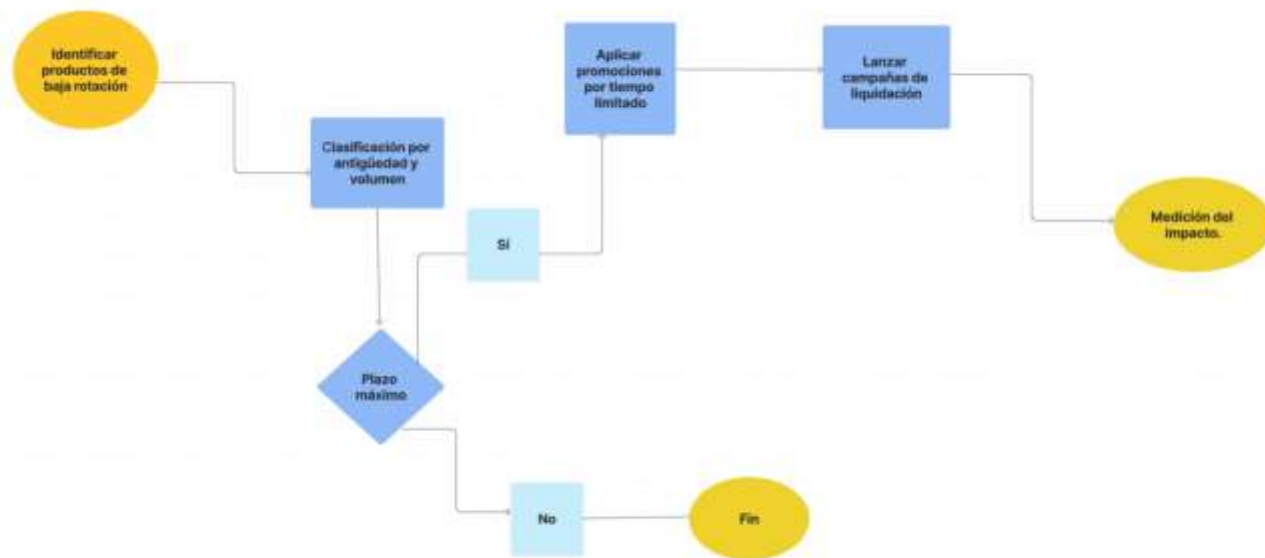 Identificar
productos de
baja rotación
Clasificación por
antigüedad y
volumen
Plazo
máximo
Sí
Aplicar
promociones
por tiempo
limitado
Lanzar
campañas de
liquidación
Medición del
impacto.
No
Fin